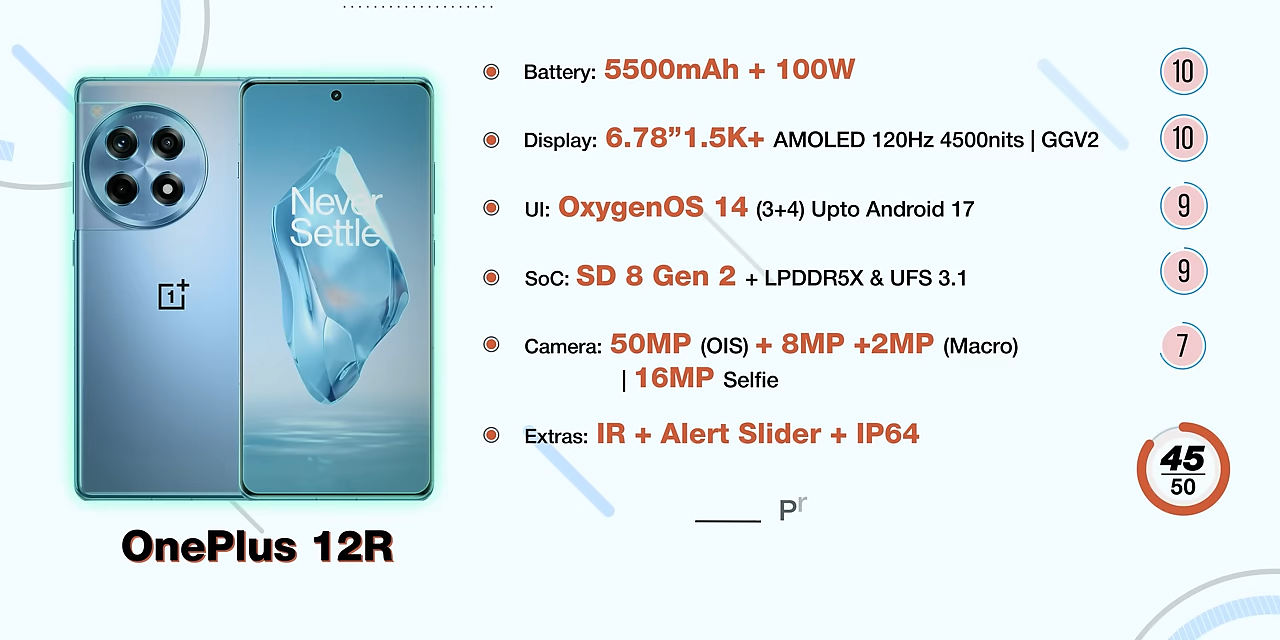 Battery: 5500mAh + 100W
10
Display: 6.78”1.5K+ AMOLED 120Hz 4500nits | GGV2
10
UI: OxygenOS 14 (3+4) Upto Android 17
9
SoC: SD 8 Gen 2 + LPDDR5X & UFS 3.1
9
Camera: 50MP (OIS) + 8MP +2MP (Macro)
| 16MP Selfie
7
Extras: IR + Alert Slider + IP64
45
50
Pr
Never
Settle
1+
OnePlus 12R